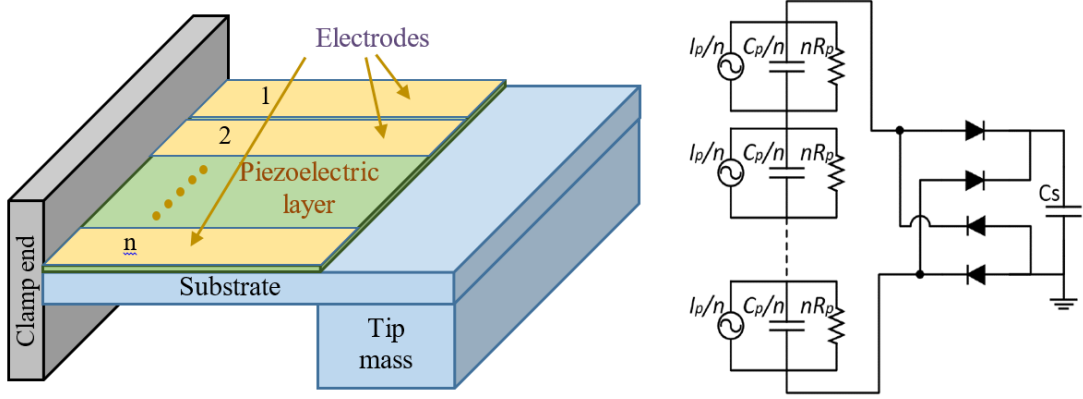 Electrodes
1
2
Piezoelectric
layer
n
Substrate
Tip
mass
Clamp end
Iₚ/n Cₚ/n nRₚ
Iₚ/n Cₚ/n nRₚ
Iₚ/n Cₚ/n nRₚ
Cs